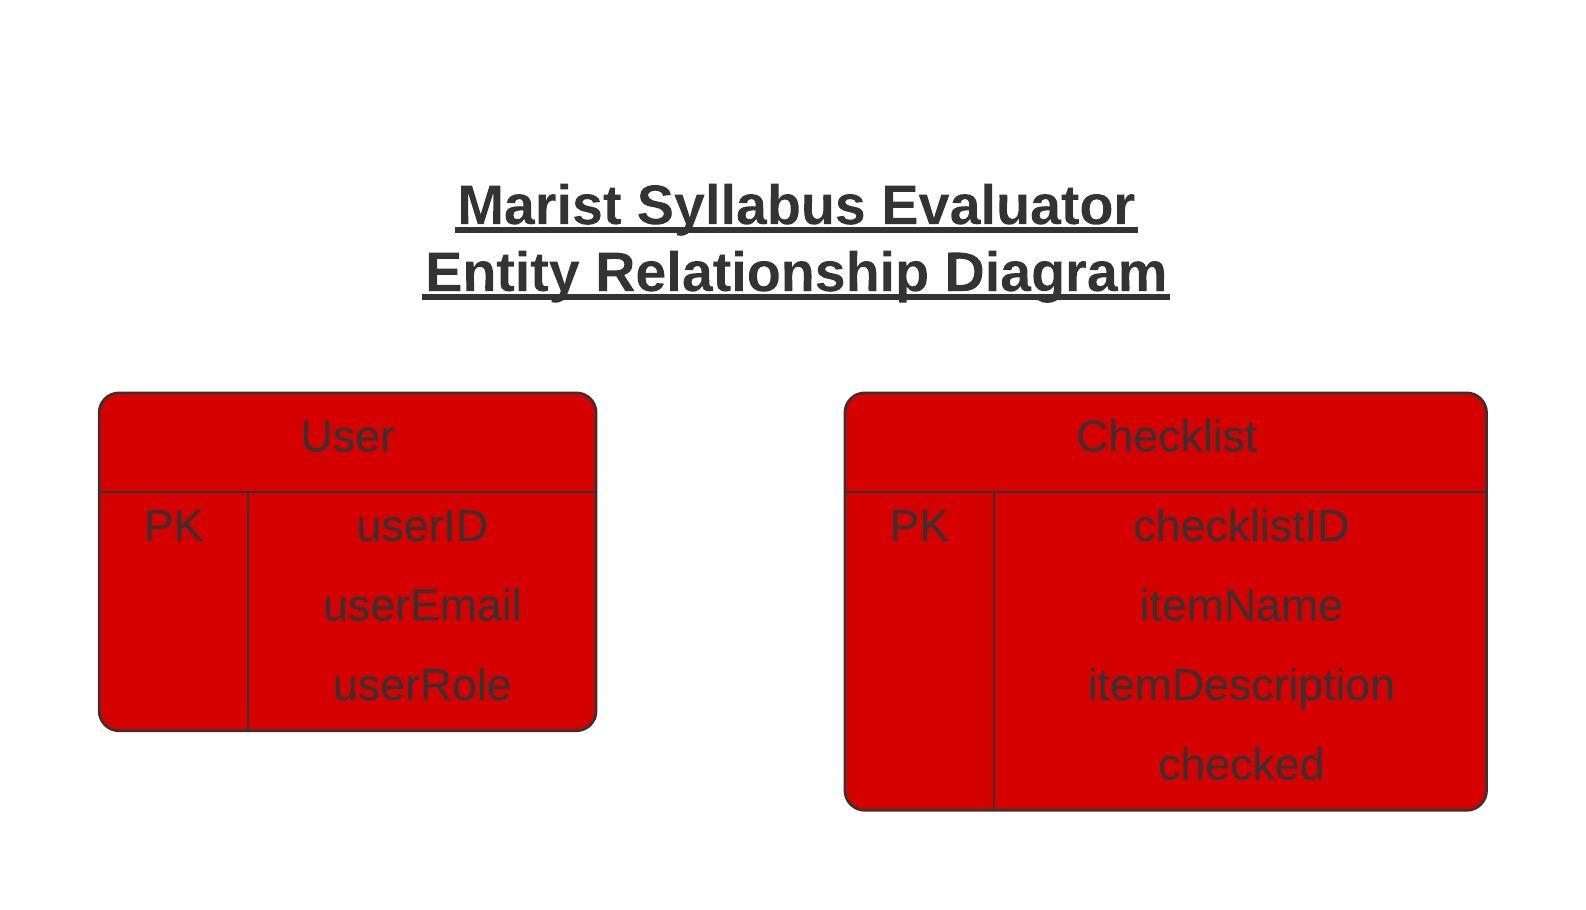 Marist Syllabus Evaluator
Entity Relationship Diagram
User
PK userID
userEmail
userRole
Checklist
PK checklistID
itemName
itemDescription
checked